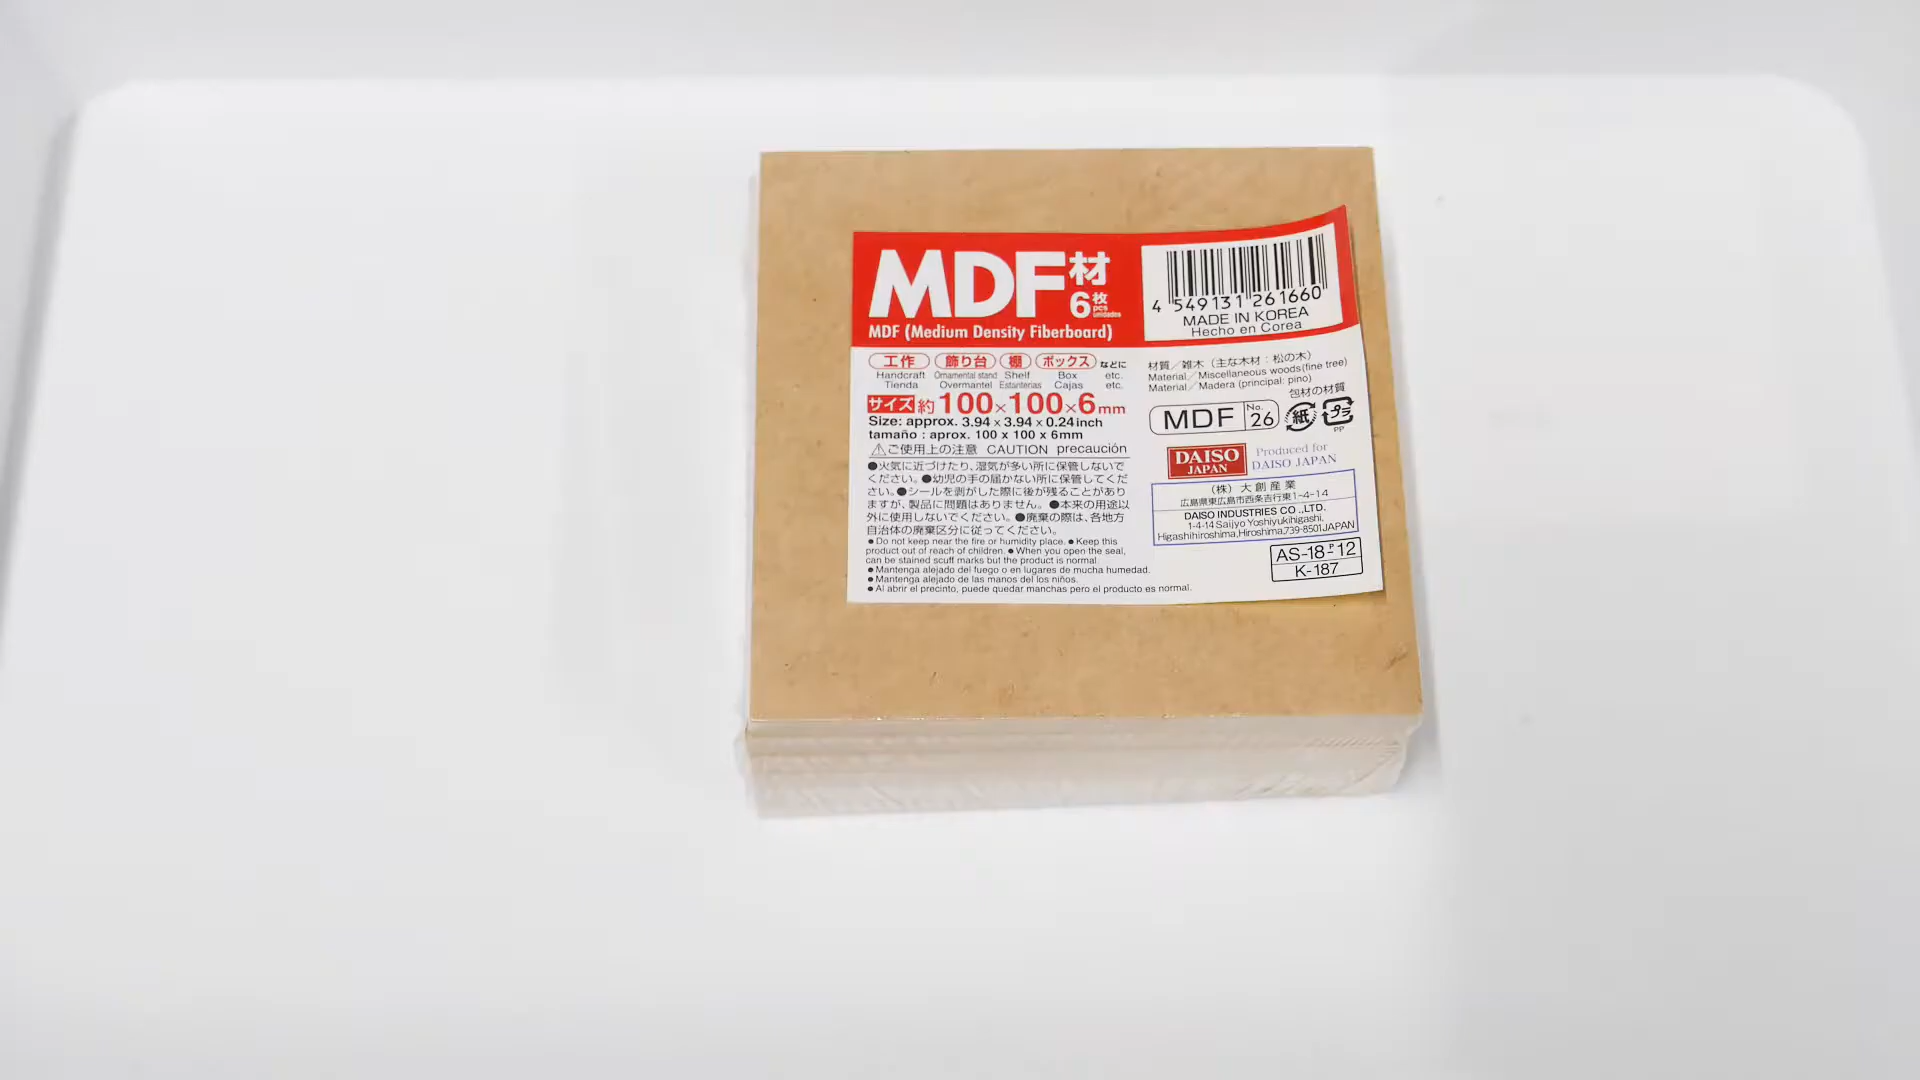 MDF材
6枚
pcs
unidades
MDF (Medium Density Fiberboard)
4 549131 261660
MADE IN KOREA
Hecho en Corea
工作 飾り台 棚 ボックス などに
Handcraft Ornamental stand Shelf Box etc.
Tienda Overmantel Estanterias Cajas etc.
サイズ 約100×100×6mm
Size: approx. 3.94 x 3.94 x 0.24inch
tamaño : aprox. 100 x 100 x 6mm
⚠ご使用上の注意 CAUTION precaución
●火気に近づけたり、湿気が多い所に保管しないで
ください。●幼児の手の届かない所に保管してくだ
さい。●シールを剥がした際に後が残ることがあり
ますが、製品に問題はありません。●本来の用途以
外に使用しないでください。●廃棄の際は、各地方
自治体の廃棄区分に従ってください。
● Do not keep near the fire or humidity place. ● Keep this
product out of reach of children. ● When you open the seal,
can be stained scuff marks but the product is normal.
● Mantenga alejado del fuego o en lugares de mucha humedad.
● Mantenga alejado de las manos del los niños.
● Al abrir el precinto, puede quedar manchas pero el producto es normal.
材質／雑木（主な木材：松の木）
Material／Miscellaneous woods(fine tree)
Material／Madera (principal: pino)
包材の材質
MDF No. 26 紙 プラ
PP
DAISO JAPAN
Produced for
DAISO JAPAN
（株）大創産業
広島県東広島市西条吉行東1-4-14
DAISO INDUSTRIES CO.,LTD.
1-4-14 Saijyo Yoshiyukihigashi,
Higashihiroshima,Hiroshima,739-8501JAPAN
AS-18-P-12
K-187